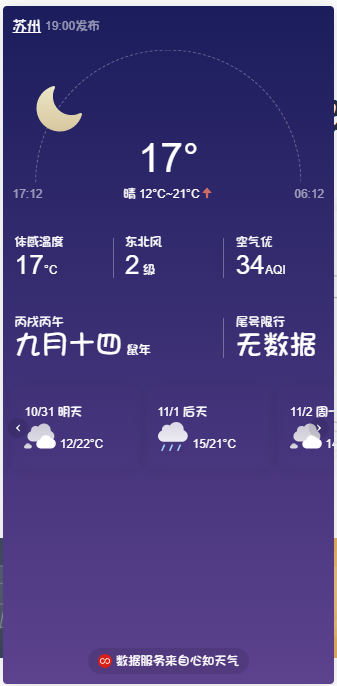 苏州 19:00发布
17°
17:12 晴 12°C~21°C 06:12
体感温度 东北风 空气优
17°C 2 级 34AQI
丙戌丙午 尾号限行
九月十四 鼠年 无数据
10/31 明天 11/1 后天 11/2 周一
12/22°C 15/21°C 14
数据服务来自心知天气